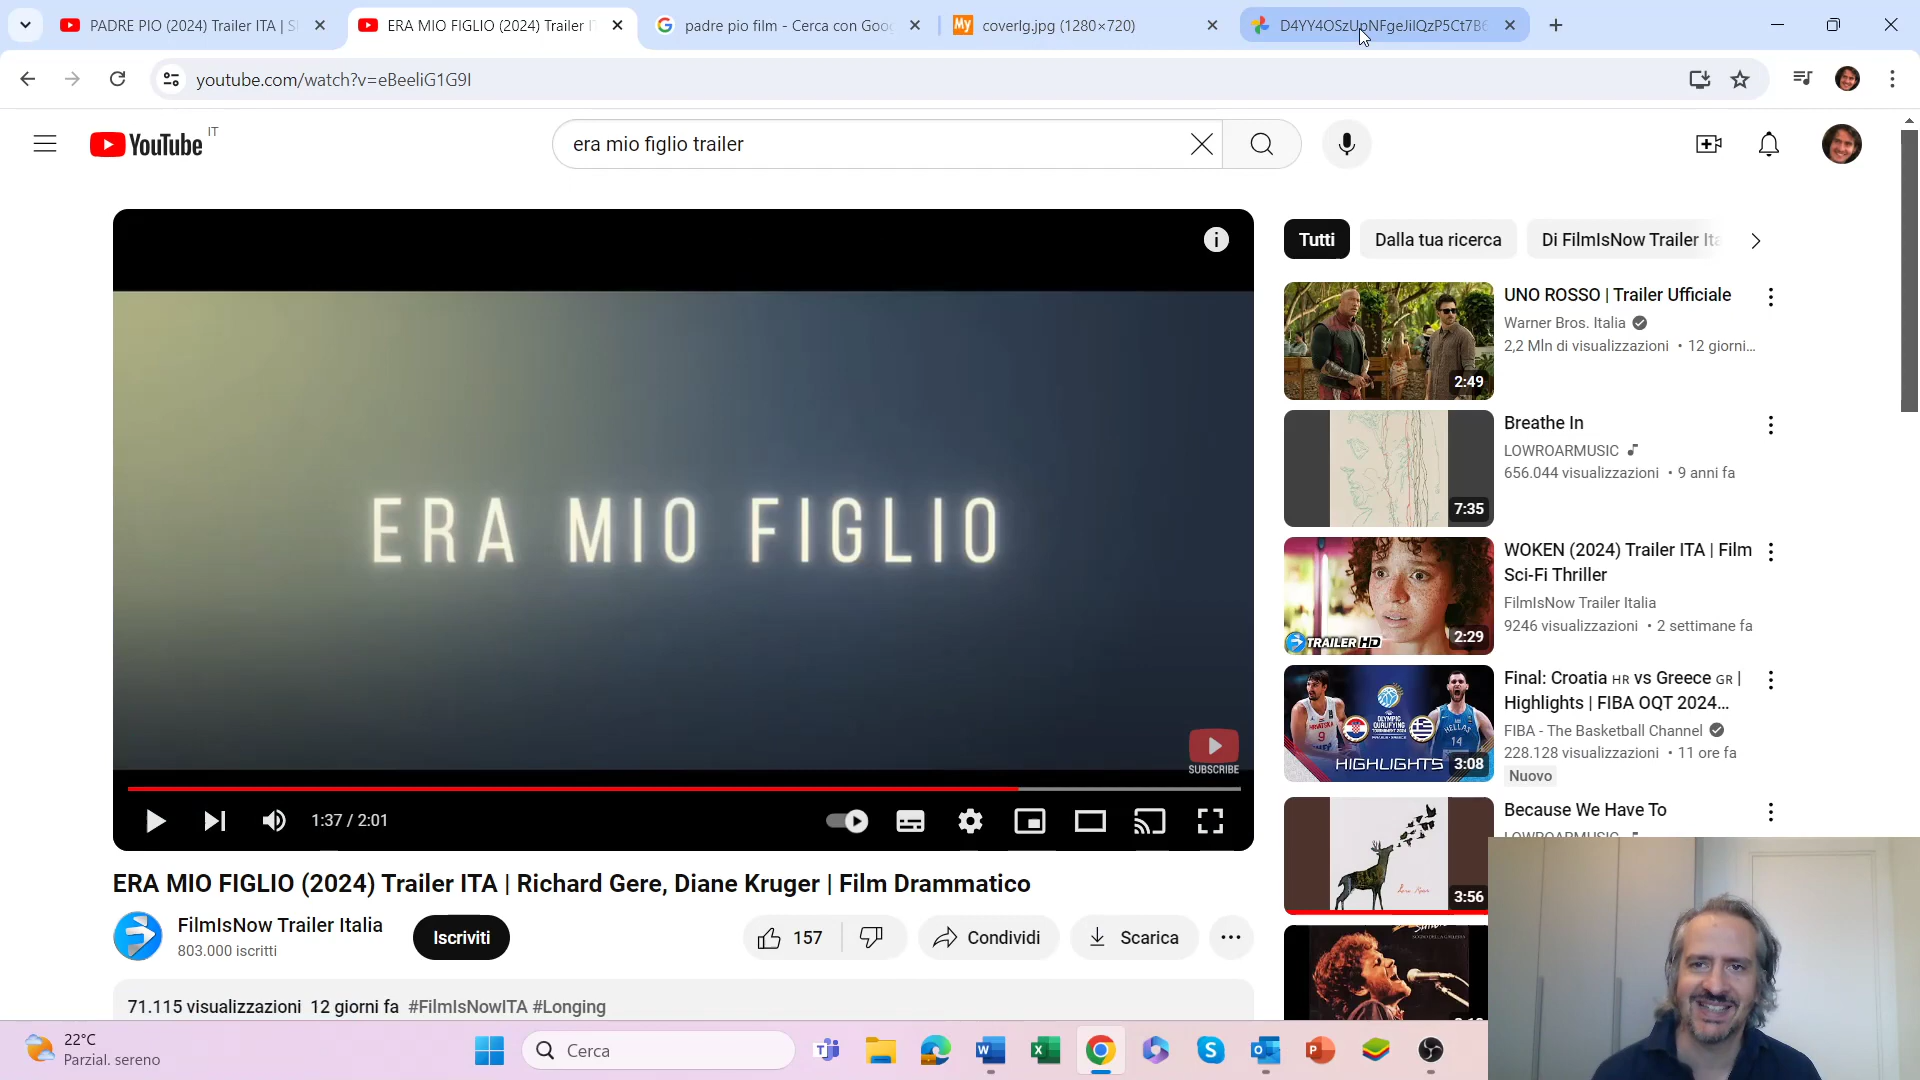 PADRE PIO (2024) Trailer ITA | S
ERA MIO FIGLIO (2024) Trailer I
padre pio film - Cerca con Goo
My
coverlg.jpg (1280×720)
D4YY4OSzUpNFgeJilQzP5Ct7B6
youtube.com/watch?v=eBeeliG1G9I
YouTube
IT
era mio figlio trailer
ERA MIO FIGLIO
SUBSCRIBE
1:37 / 2:01
ERA MIO FIGLIO (2024) Trailer ITA | Richard Gere, Diane Kruger | Film Drammatico
FilmIsNow Trailer Italia
803.000 iscritti
Iscriviti
157
Condividi
Scarica
71.115 visualizzazioni 12 giorni fa #FilmIsNowITA #Longing
Tutti
Dalla tua ricerca
Di FilmIsNow Trailer Ita
2:49
UNO ROSSO | Trailer Ufficiale
Warner Bros. Italia
2,2 Mln di visualizzazioni • 12 giorni...
7:35
Breathe In
LOWROARMUSIC
656.044 visualizzazioni • 9 anni fa
TRAILER HD
2:29
WOKEN (2024) Trailer ITA | Film
Sci-Fi Thriller
FilmIsNow Trailer Italia
9246 visualizzazioni • 2 settimane fa
HELLAS
9
14
HIGHLIGHTS
3:08
Final: Croatia HR vs Greece GR |
Highlights | FIBA OQT 2024...
FIBA - The Basketball Channel
228.128 visualizzazioni • 11 ore fa
Nuovo
3:56
Because We Have To
LOWROARMUSIC
22°C
Parzial. sereno
Cerca